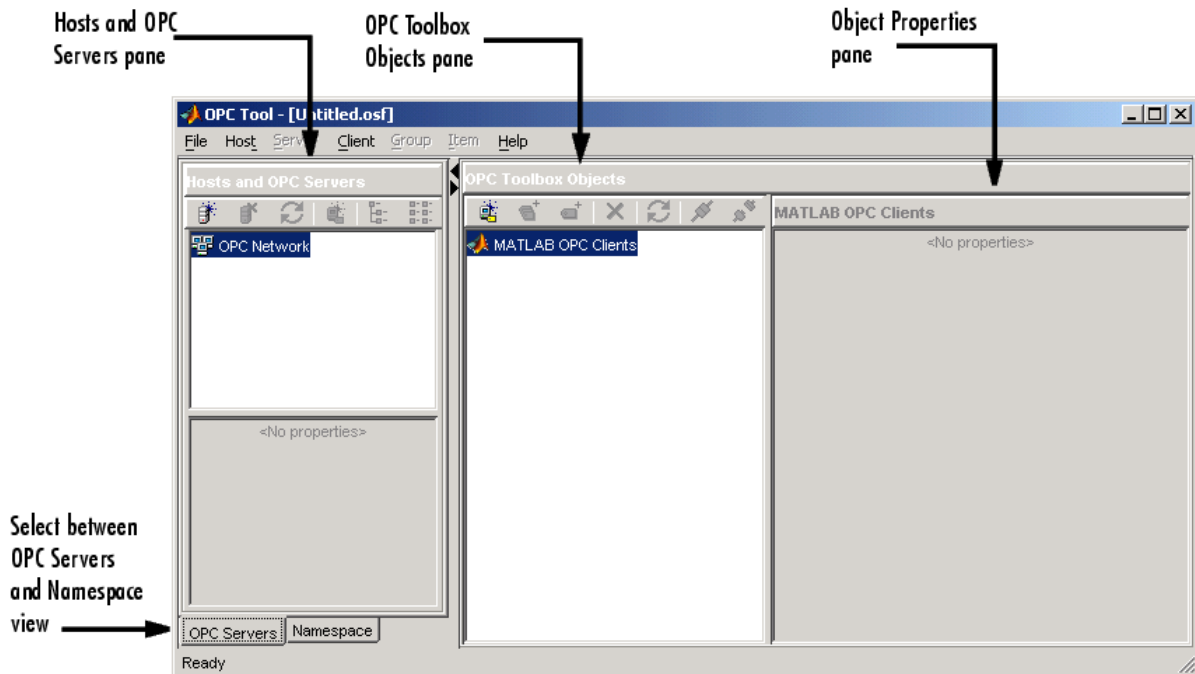 Hosts and OPC
Servers pane
OPC Toolbox
Objects pane
Object Properties
pane
OPC Tool - [Untitled.osf]
File Host Server Client Group Item Help
Hosts and OPC Servers
OPC Toolbox Objects
MATLAB OPC Clients
OPC Network
MATLAB OPC Clients
<No properties>
<No properties>
Select between
OPC Servers
and Namespace
view
OPC Servers Namespace
Ready